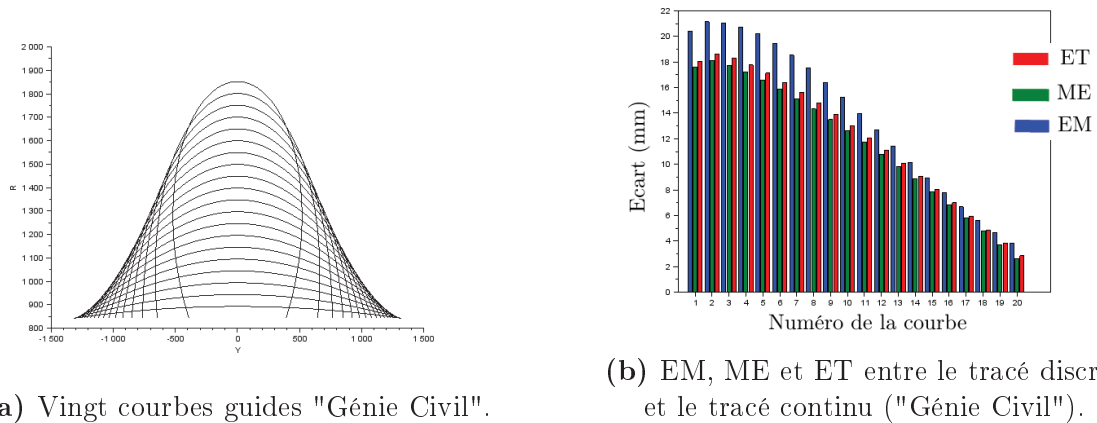 2 000
1 900
1 800
1 700
1 600
1 500
1 400
1 300
1 200
1 100
1 000
900
800
R
-1 500 -1 000 -500 0 500 1 000 1 500
Y
a) Vingt courbes guides "Génie Civil".
22
20
18
16
14
12
10
8
6
4
2
0
Ecart (mm)
1 2 3 4 5 6 7 8 9 10 11 12 13 14 15 16 17 18 19 20
Numéro de la courbe
ET
ME
EM
(b) EM, ME et ET entre le tracé discr
et le tracé continu ("Génie Civil").